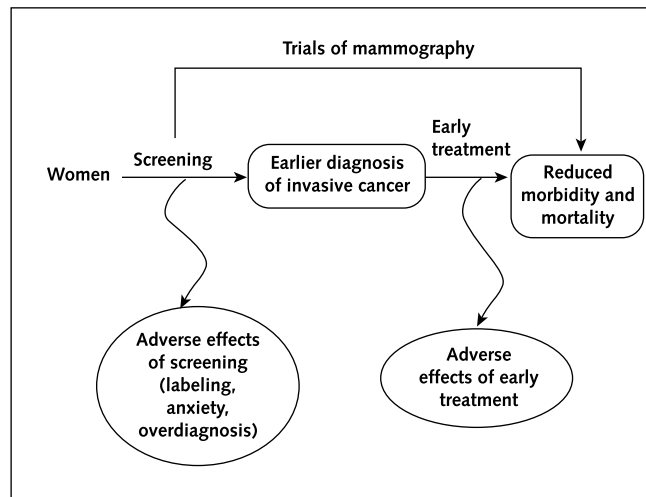 Trials of mammography
Women
Screening
Earlier diagnosis
of invasive cancer
Early
treatment
Reduced
morbidity and
mortality
Adverse effects
of screening
(labeling,
anxiety,
overdiagnosis)
Adverse
effects of early
treatment